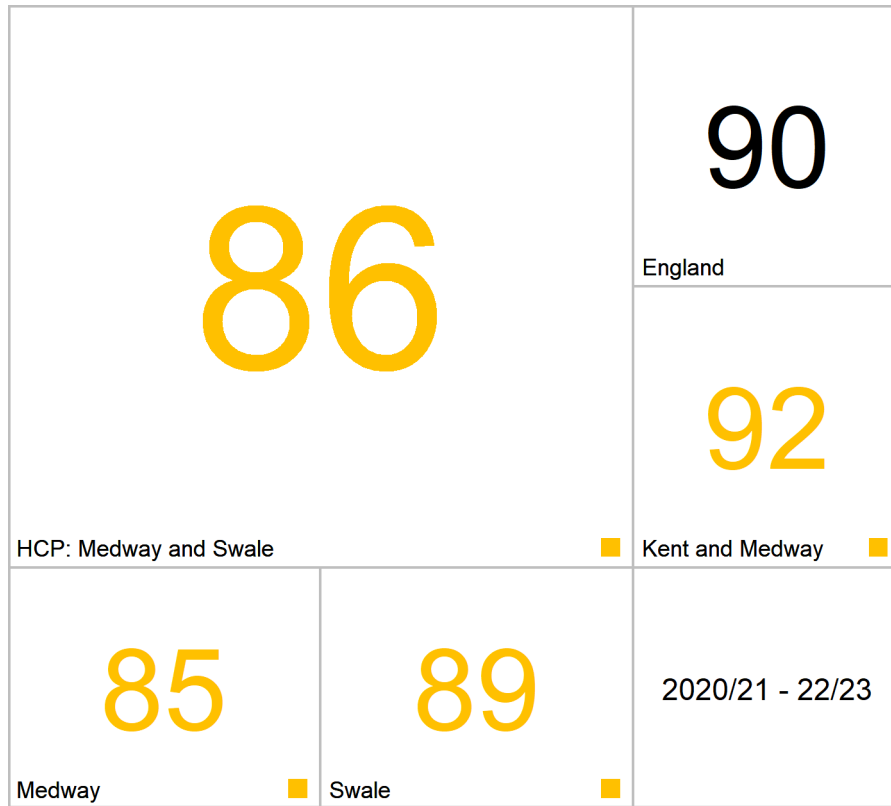 86
HCP: Medway and Swale
90
England
92
Kent and Medway
85
Medway
89
Swale
2020/21 - 22/23